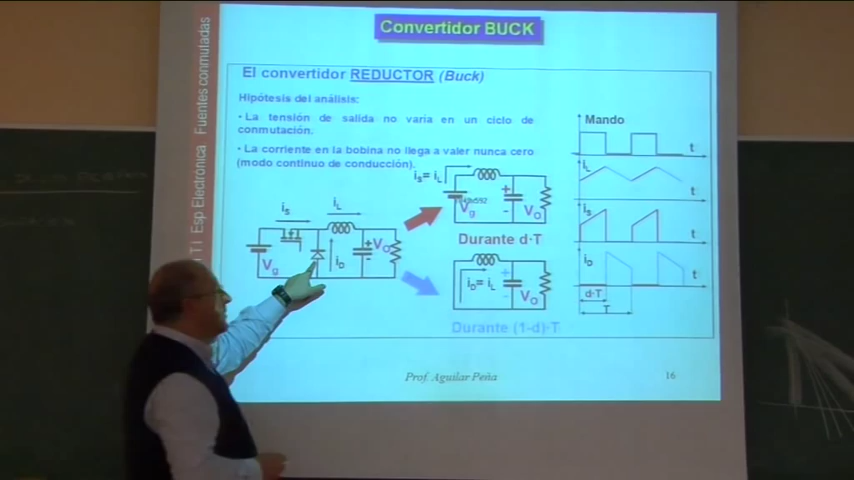 Convertidor BUCK
TTI Esp Electrónica Fuentes conmutadas
El convertidor REDUCTOR (Buck)
Hipótesis del análisis:
• La tensión de salida no varia en un ciclo de
conmutación.
• La corriente en la bobina no llega a valer nunca cero
(modo continuo de conducción).
iS
iL
Vg
iD
+
-
VO
iS= iL
Vg
+
-
VO
Durante d·T
iD= iL
+
-
VO
Durante (1-d)·T
Mando
t
iL
t
iS
t
iD
t
d·T
T
Prof. Aguilar Peña
16